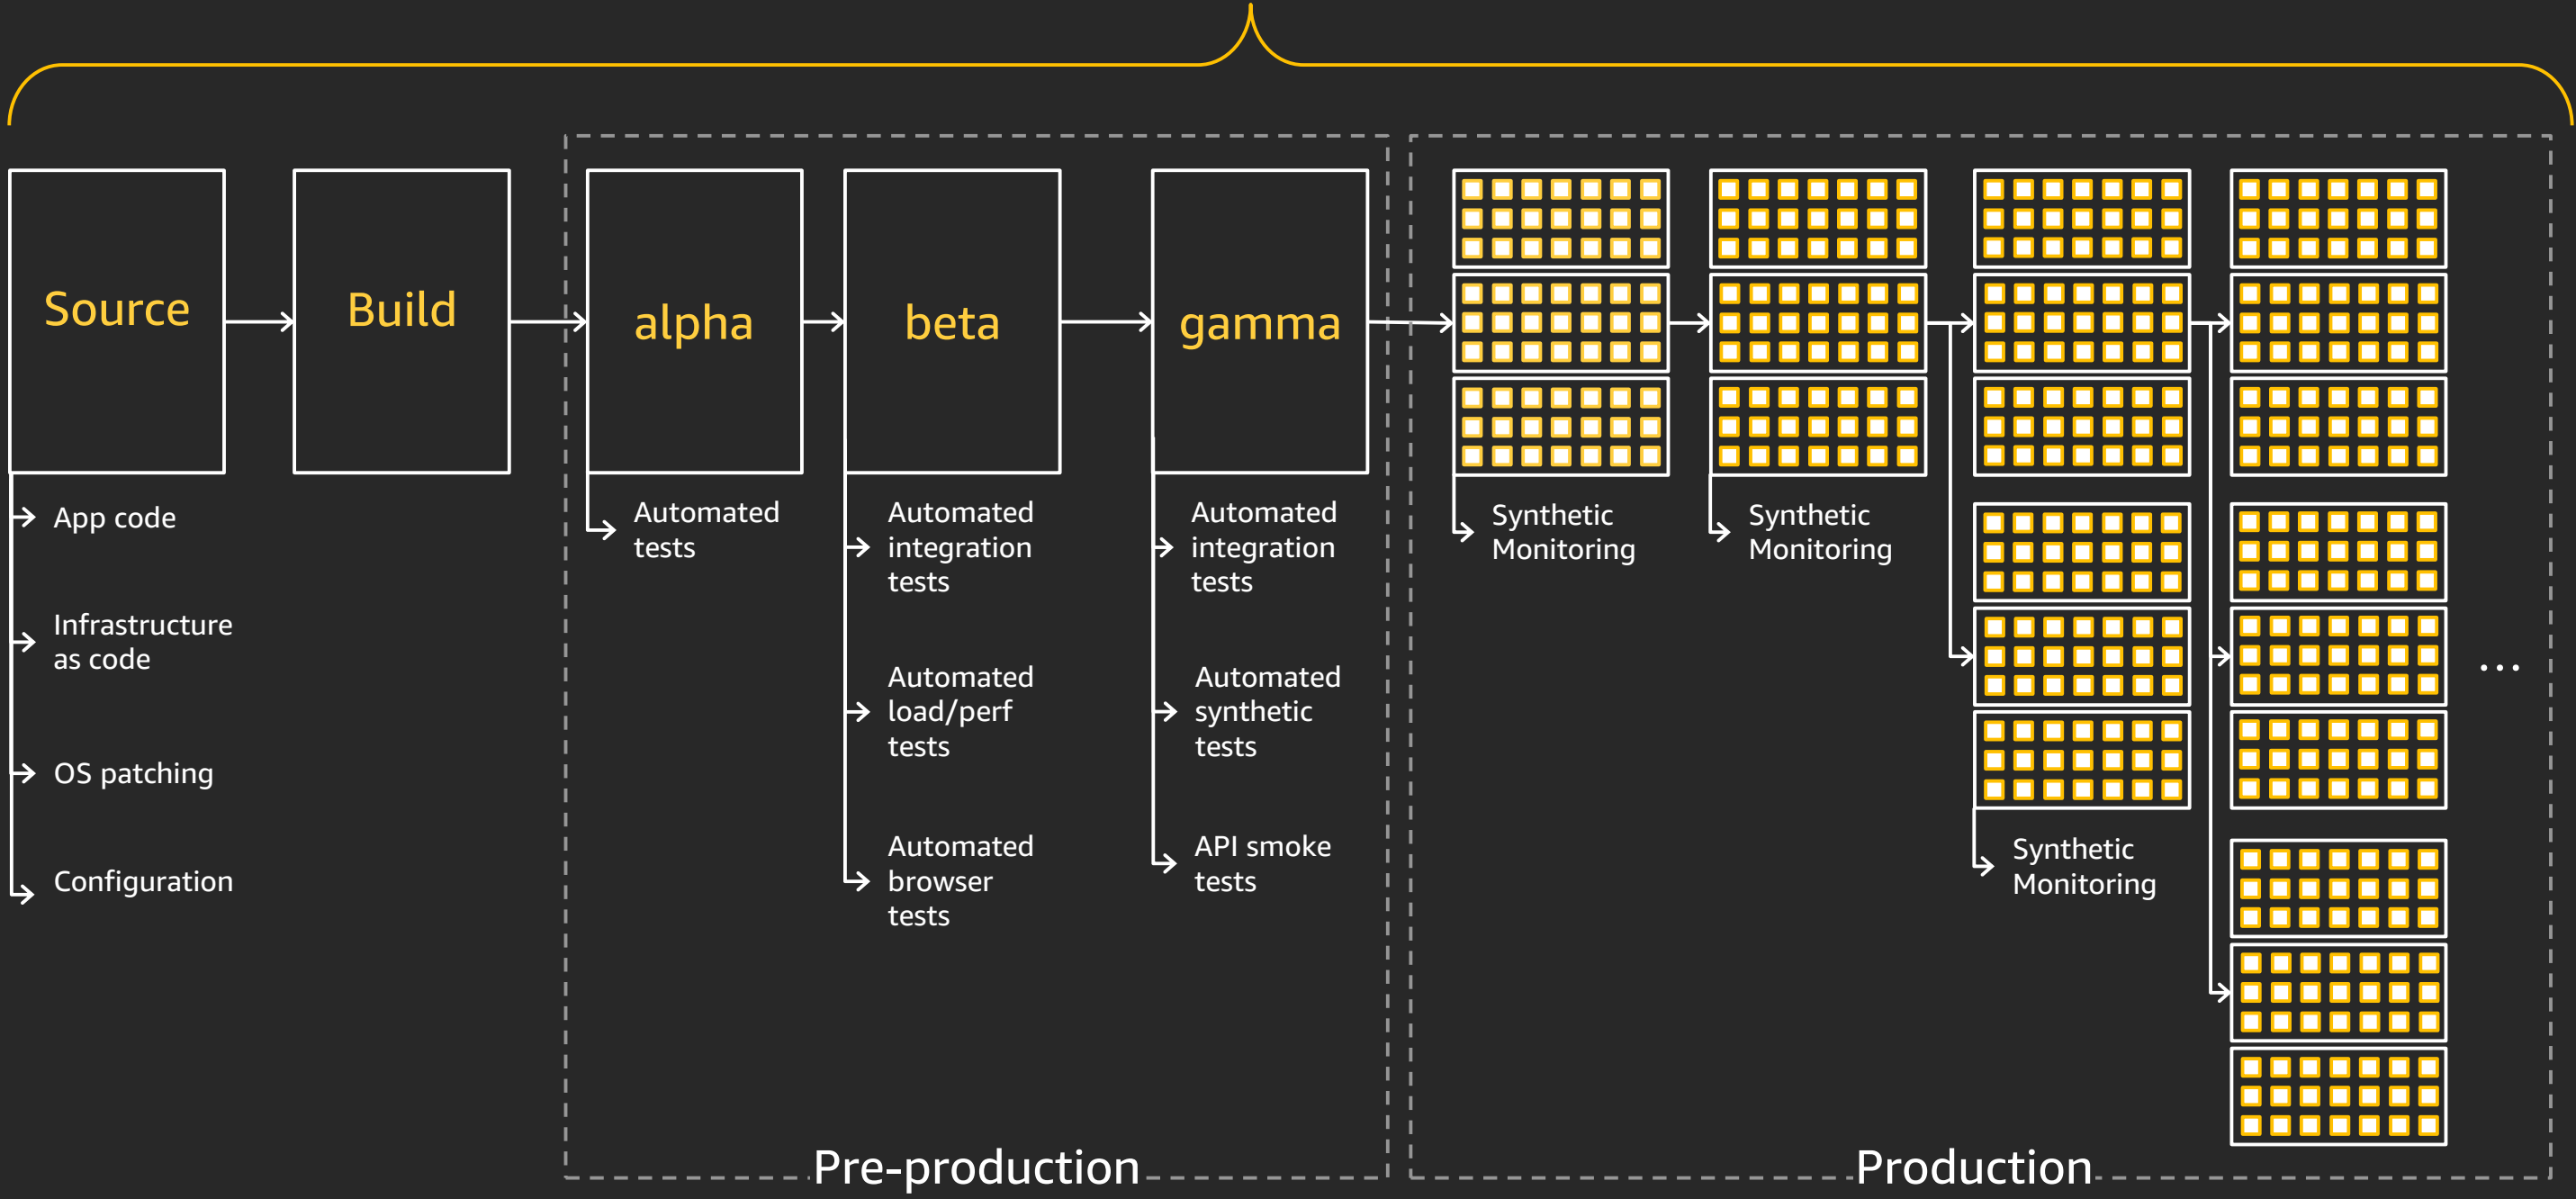 Source
Build
alpha
beta
gamma
App code
Infrastructure
as code
OS patching
Configuration
Automated
tests
Automated
integration
tests
Automated
load/perf
tests
Automated
browser
tests
Automated
integration
tests
Automated
synthetic
tests
API smoke
tests
Synthetic
Monitoring
Synthetic
Monitoring
Synthetic
Monitoring
...
Pre-production
Production